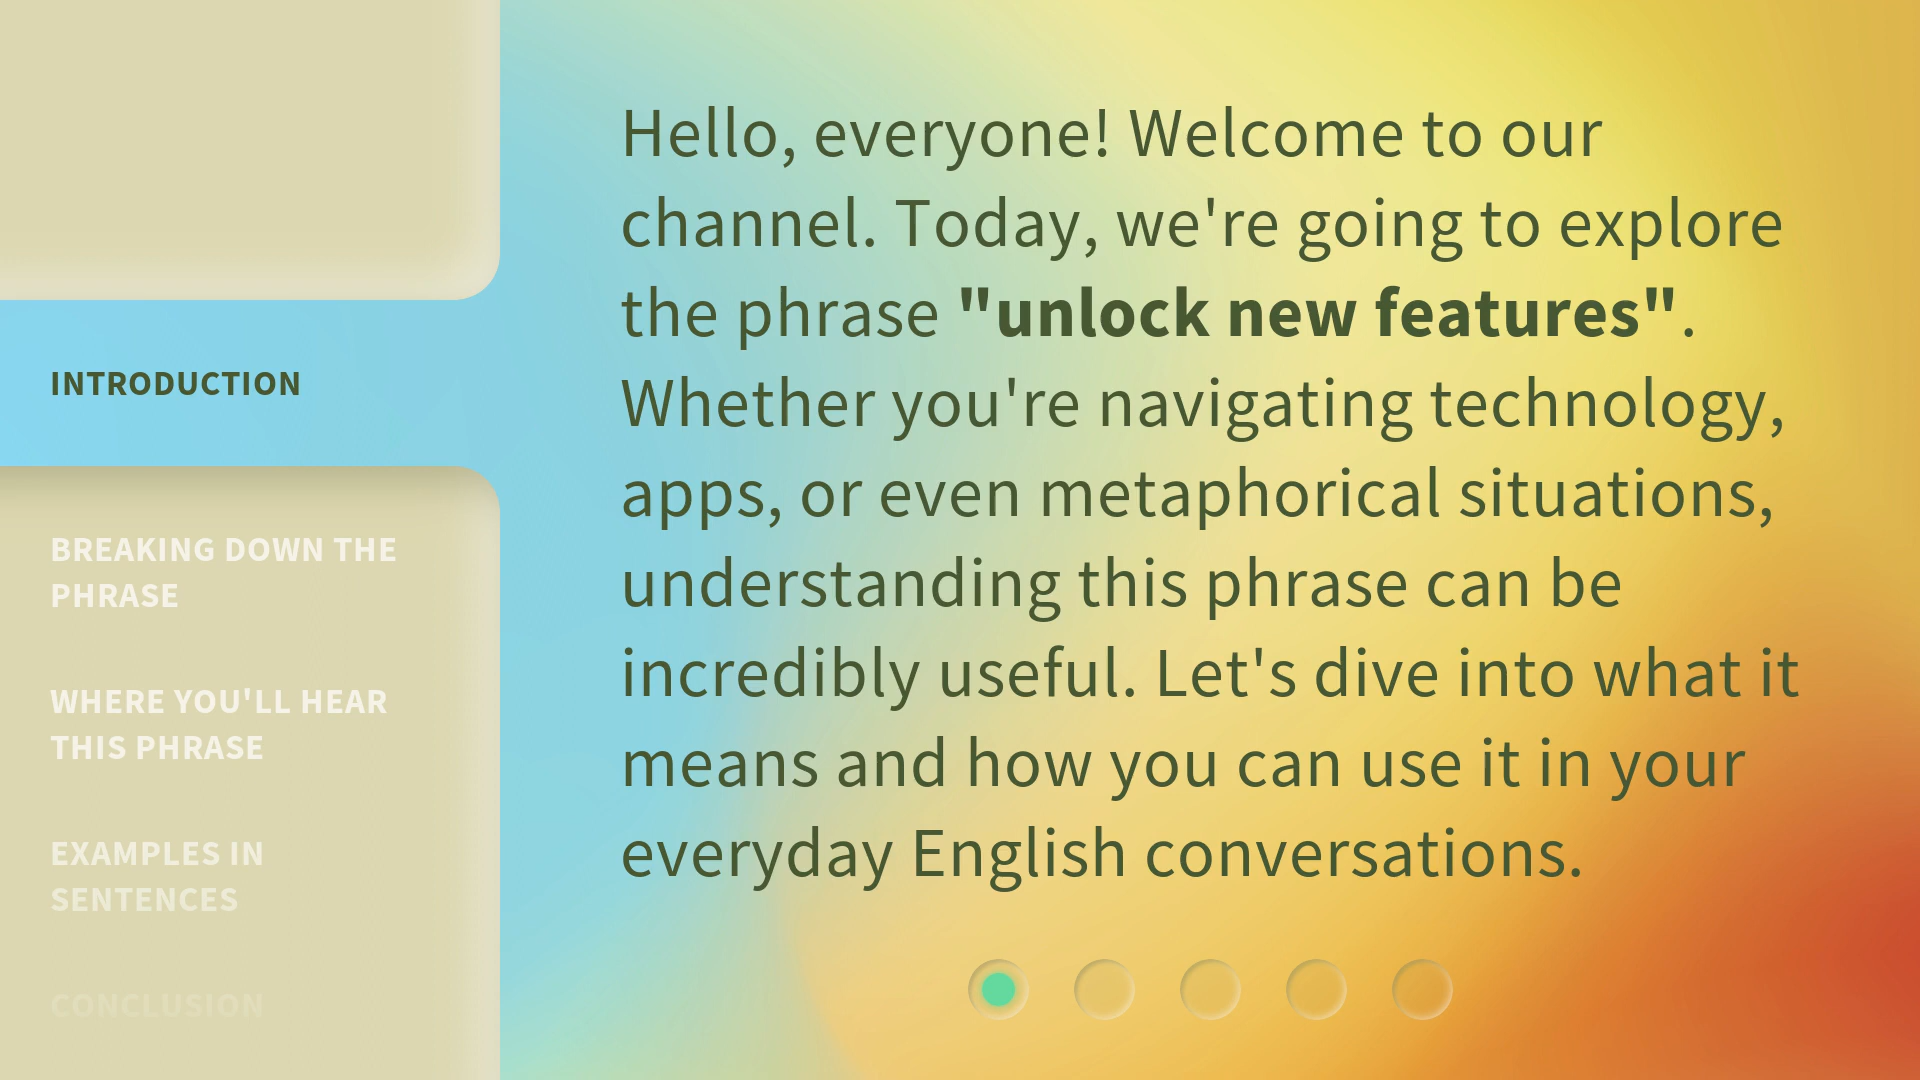 INTRODUCTION
BREAKING DOWN THE
PHRASE
WHERE YOU'LL HEAR
THIS PHRASE
EXAMPLES IN
SENTENCES
CONCLUSION
Hello, everyone! Welcome to our
channel. Today, we're going to explore
the phrase "unlock new features".
Whether you're navigating technology,
apps, or even metaphorical situations,
understanding this phrase can be
incredibly useful. Let's dive into what it
means and how you can use it in your
everyday English conversations.